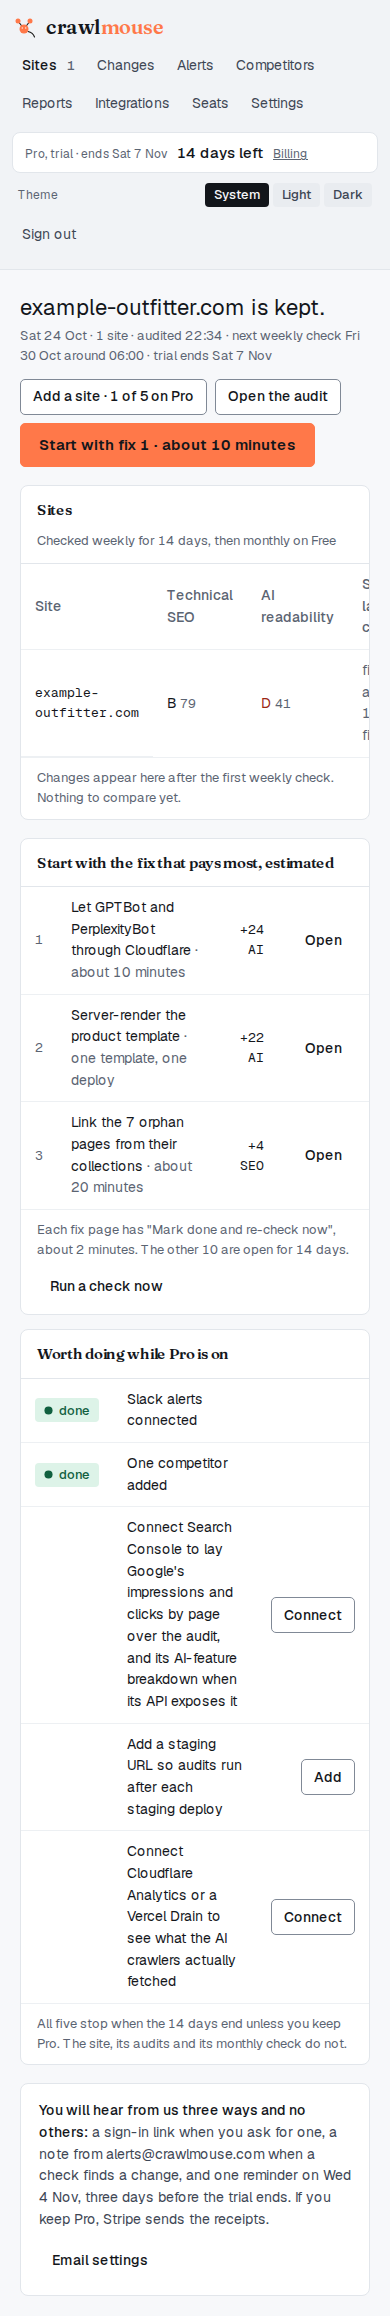 crawlmouse
Sites 1 Changes Alerts Competitors
Reports Integrations Seats Settings
Pro, trial · ends Sat 7 Nov 14 days left Billing
Theme System Light Dark
Sign out
example-outfitter.com is kept.
Sat 24 Oct · 1 site · audited 22:34 · next weekly check Fri
30 Oct around 06:00 · trial ends Sat 7 Nov
Add a site · 1 of 5 on Pro Open the audit
Start with fix 1 · about 10 minutes
Sites
Checked weekly for 14 days, then monthly on Free
Site Technical SEO AI readability
example-outfitter.com B 79 D 41
Changes appear here after the first weekly check.
Nothing to compare yet.
Start with the fix that pays most, estimated
1 Let GPTBot and
PerplexityBot
through Cloudflare ·
about 10 minutes
+24
AI
Open
2 Server-render the
product template ·
one template, one
deploy
+22
AI
Open
3 Link the 7 orphan
pages from their
collections · about
20 minutes
+4
SEO
Open
Each fix page has "Mark done and re-check now",
about 2 minutes. The other 10 are open for 14 days.
Run a check now
Worth doing while Pro is on
done Slack alerts
connected
done One competitor
added
Connect Search
Console to lay
Google's
impressions and
clicks by page
over the audit,
and its AI-feature
breakdown when
its API exposes it
Connect
Add a staging
URL so audits run
after each
staging deploy
Add
Connect
Cloudflare
Analytics or a
Vercel Drain to
see what the AI
crawlers actually
fetched
Connect
All five stop when the 14 days end unless you keep
Pro. The site, its audits and its monthly check do not.
You will hear from us three ways and no
others: a sign-in link when you ask for one, a
note from alerts@crawlmouse.com when a
check finds a change, and one reminder on Wed
4 Nov, three days before the trial ends. If you
keep Pro, Stripe sends the receipts.
Email settings